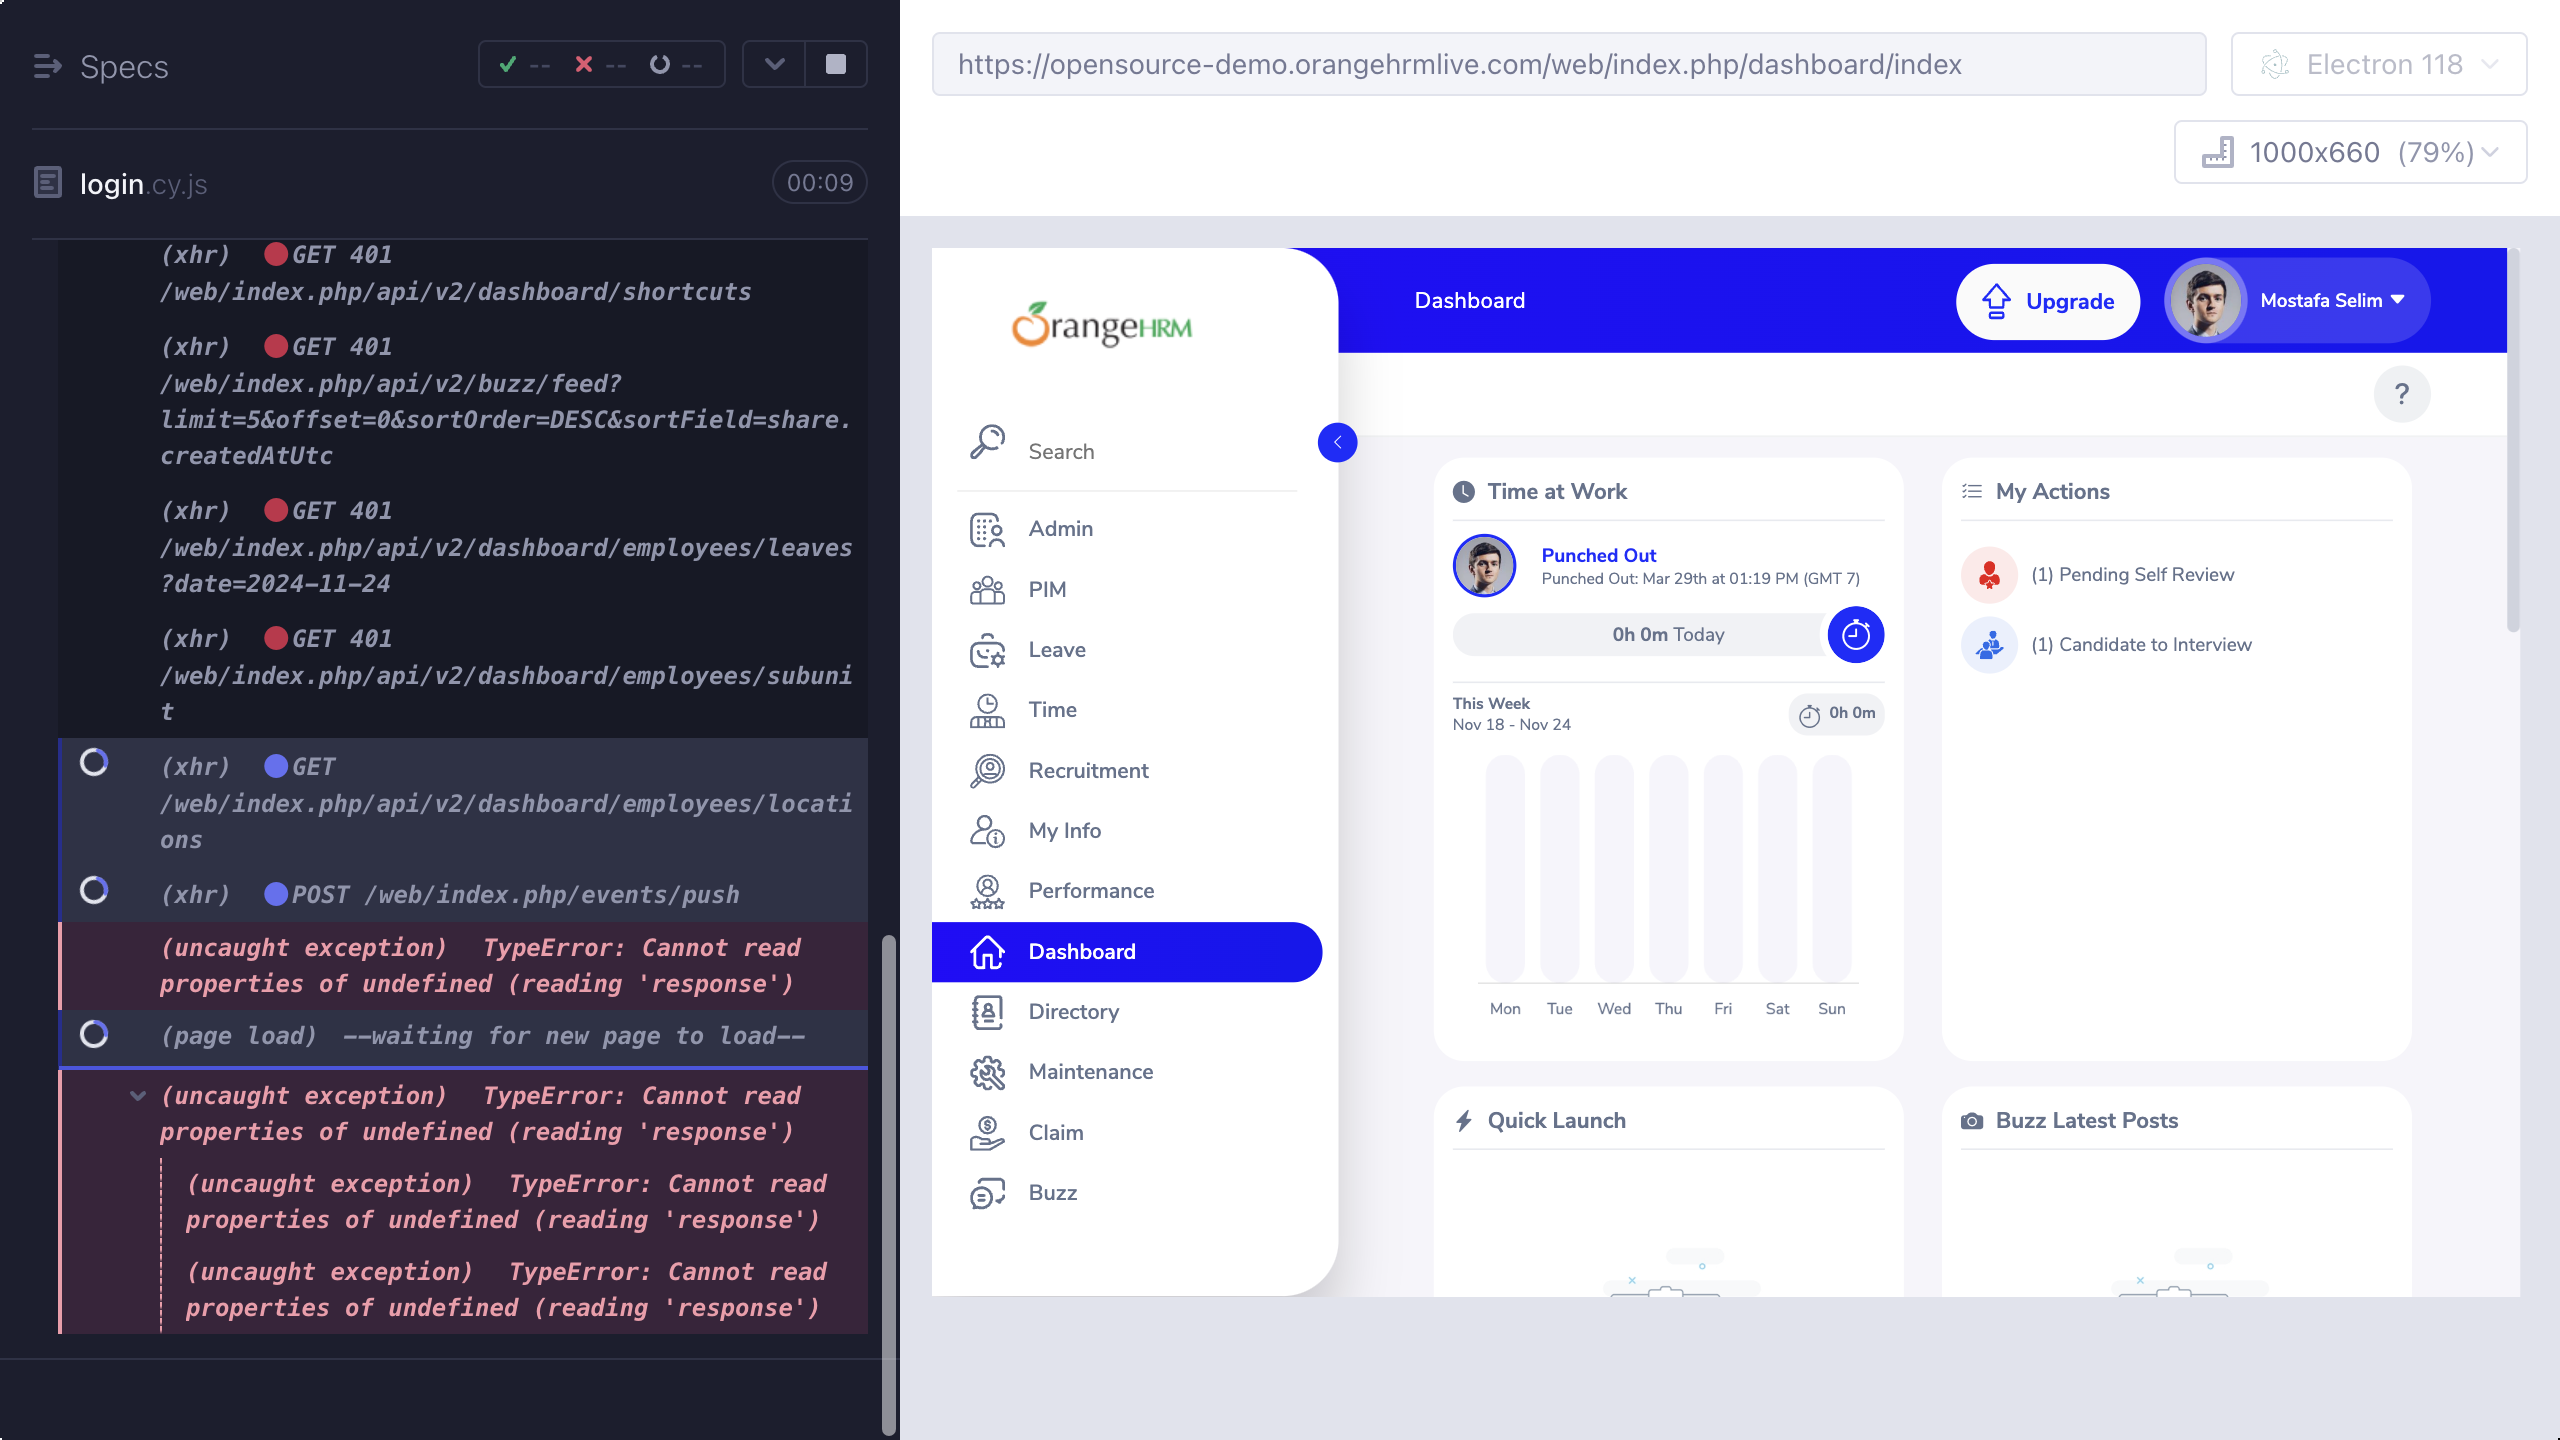 Specs
-- -- --
login.cy.js
00:09
(xhr) GET 401
/web/index.php/api/v2/dashboard/shortcuts
(xhr) GET 401
/web/index.php/api/v2/buzz/feed?
limit=5&offset=0&sortOrder=DESC&sortField=share.
createdAtUtc
(xhr) GET 401
/web/index.php/api/v2/dashboard/employees/leaves
?date=2024-11-24
(xhr) GET 401
/web/index.php/api/v2/dashboard/employees/subuni
t
(xhr) GET
/web/index.php/api/v2/dashboard/employees/locati
ons
(xhr) POST /web/index.php/events/push
(uncaught exception) TypeError: Cannot read
properties of undefined (reading 'response')
(page load) --waiting for new page to load--
(uncaught exception) TypeError: Cannot read
properties of undefined (reading 'response')
(uncaught exception) TypeError: Cannot read
properties of undefined (reading 'response')
(uncaught exception) TypeError: Cannot read
properties of undefined (reading 'response')
https://opensource-demo.orangehrmlive.com/web/index.php/dashboard/index
Electron 118
1000x660 (79%)
OrangeHRM
Search
Admin
PIM
Leave
Time
Recruitment
My Info
Performance
Dashboard
Directory
Maintenance
Claim
Buzz
Dashboard
Upgrade
Mostafa Selim
?
Time at Work
Punched Out
Punched Out: Mar 29th at 01:19 PM (GMT 7)
0h 0m Today
This Week
Nov 18 - Nov 24
0h 0m
Mon Tue Wed Thu Fri Sat Sun
My Actions
(1) Pending Self Review
(1) Candidate to Interview
Quick Launch
Buzz Latest Posts